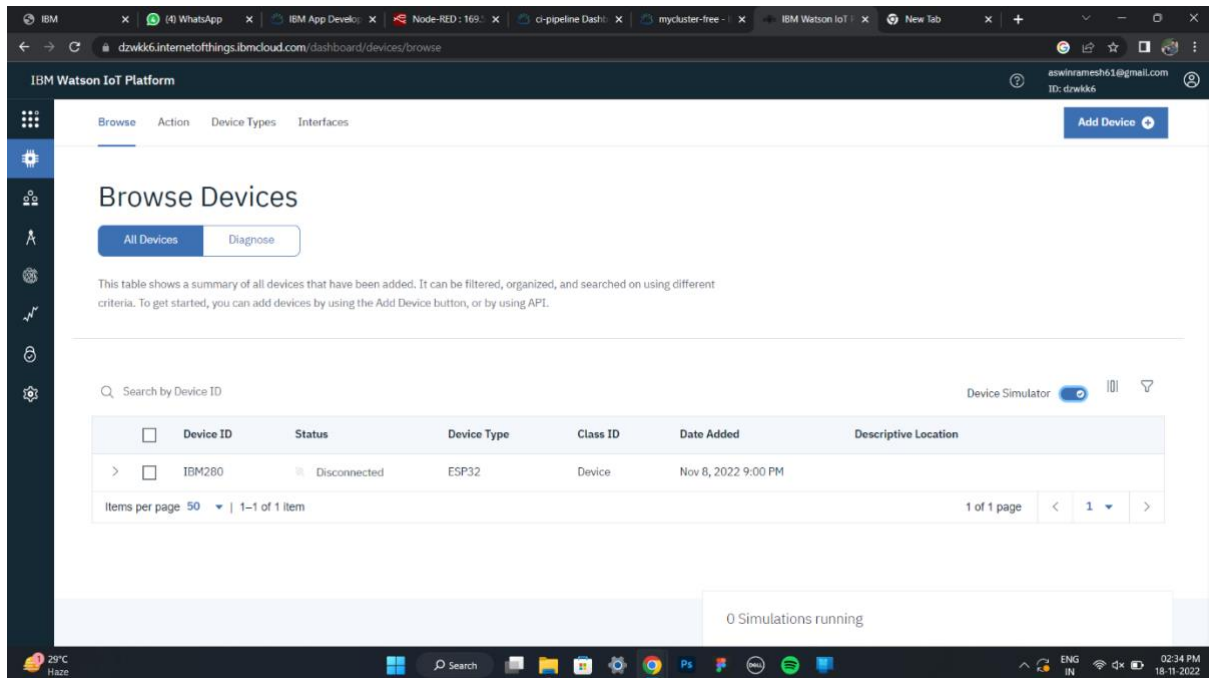 IBM
(4) WhatsApp
IBM App Develop
Node-RED : 169.
ci-pipeline Dashb
mycluster-free -
IBM Watson IoT
New Tab
dzwkk6.internetofthings.ibmcloud.com/dashboard/devices/browse
IBM Watson IoT Platform
aswinramesh61@gmail.com
ID: dzwkk6
Browse Action Device Types Interfaces
Add Device
Browse Devices
All Devices Diagnose
This table shows a summary of all devices that have been added. It can be filtered, organized, and searched on using different
criteria. To get started, you can add devices by using the Add Device button, or by using API.
Search by Device ID
Device Simulator
Device ID Status Device Type Class ID Date Added Descriptive Location
IBM280 Disconnected ESP32 Device Nov 8, 2022 9:00 PM
Items per page 50 | 1–1 of 1 item
1 of 1 page 1
0 Simulations running
1
29°C
Haze
Search
Ps
DELL
ENG
IN
02:34 PM
18-11-2022